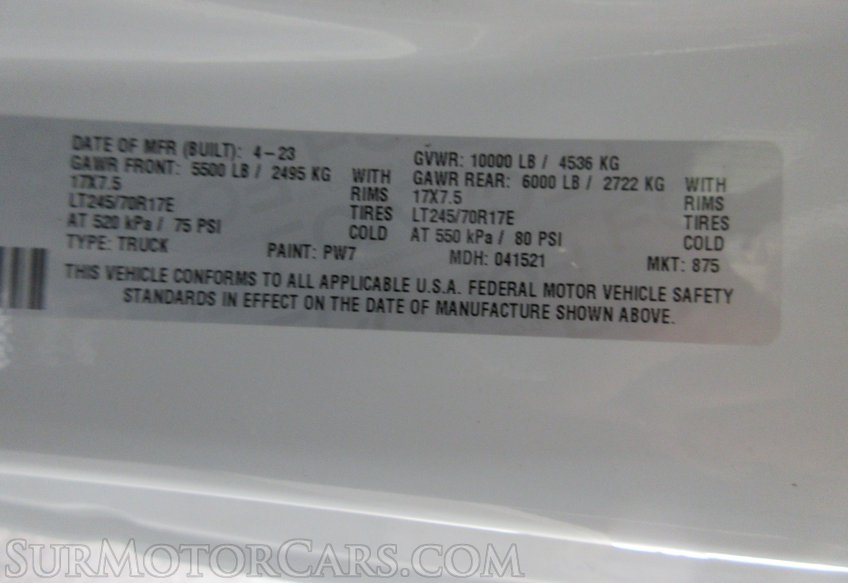 DATE OF MFR (BUILT): 4-23 GVWR: 10000 LB / 4536 KG
GAWR FRONT: 5500 LB / 2495 KG WITH GAWR REAR: 6000 LB / 2722 KG WITH
17X7.5 RIMS 17X7.5 RIMS
LT245/70R17E TIRES LT245/70R17E TIRES
AT 520 kPa / 75 PSI COLD AT 550 kPa / 80 PSI COLD
TYPE: TRUCK PAINT: PW7 MDH: 041521 MKT: 875
THIS VEHICLE CONFORMS TO ALL APPLICABLE U.S.A. FEDERAL MOTOR VEHICLE SAFETY
STANDARDS IN EFFECT ON THE DATE OF MANUFACTURE SHOWN ABOVE.
SURMOTORCARS.COM